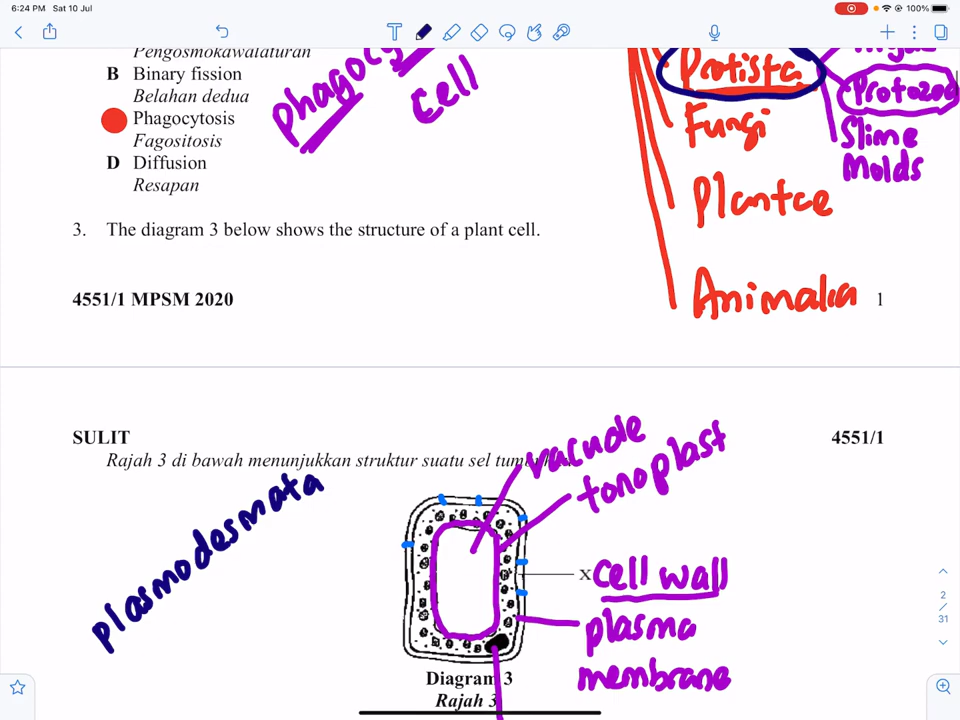 6:24 PM Sat 10 Jul
100%
Pengosmokawalaturan
B Binary fission
Belahan dedua
Phagocytosis
Fagositosis
D Diffusion
Resapan
cell
Protista
Protozoa
Fungi
Slime
Molds
Plantae
Animalia
3. The diagram 3 below shows the structure of a plant cell.
4551/1 MPSM 2020
1
SULIT
4551/1
Rajah 3 di bawah menunjukkan struktur suatu sel
vacuole
tonoplast
plasmodesmata
X cell wall
plasma
membrane
Diagram 3
Rajah 3
2
/
31